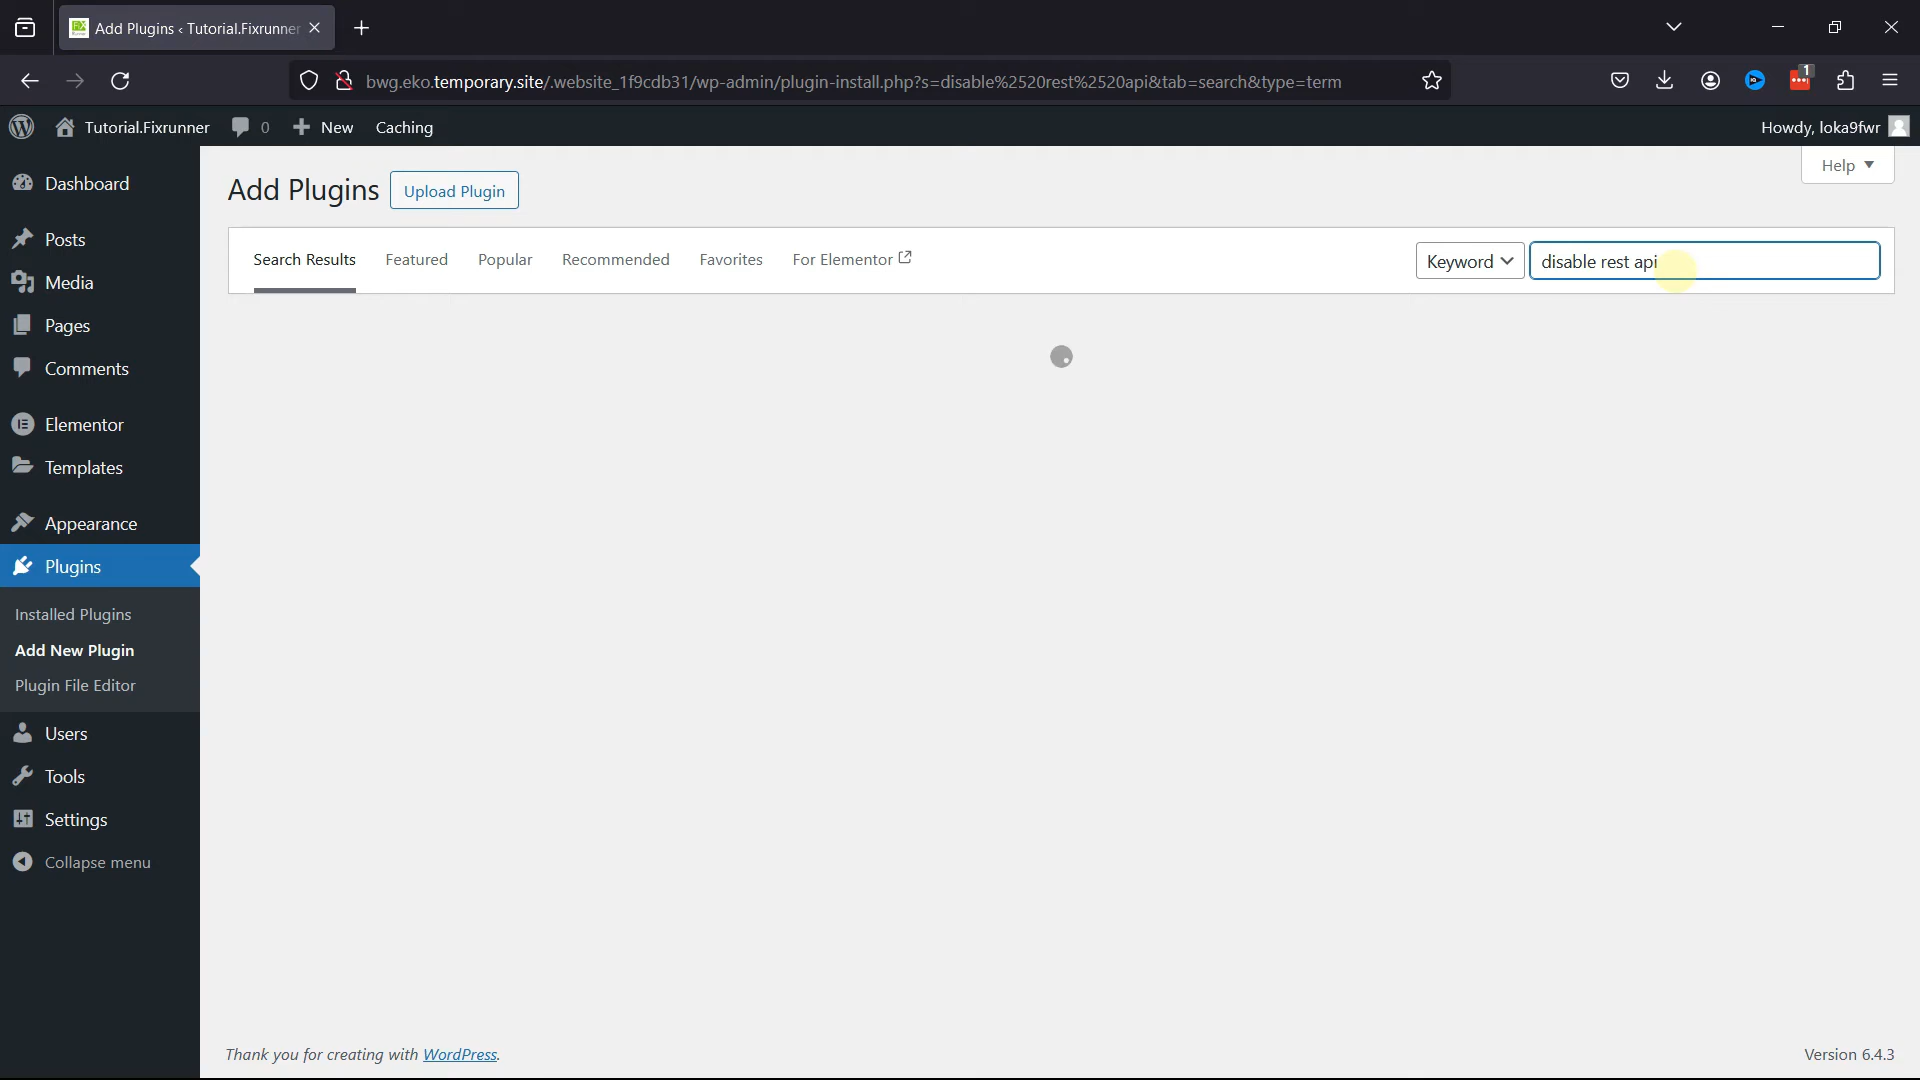 Add Plugins ‹ Tutorial.Fixrunner
bwg.eko.temporary.site/.website_1f9cdb31/wp-admin/plugin-install.php?s=disable%2520rest%2520api&tab=search&type=term
1
Tutorial.Fixrunner
0
New
Caching
Howdy, loka9fwr
Help
Dashboard
Posts
Media
Pages
Comments
Elementor
Templates
Appearance
Plugins
Installed Plugins
Add New Plugin
Plugin File Editor
Users
Tools
Settings
Collapse menu
Add Plugins
Upload Plugin
Search Results
Featured
Popular
Recommended
Favorites
For Elementor
Keyword
disable rest api
Thank you for creating with WordPress.
Version 6.4.3